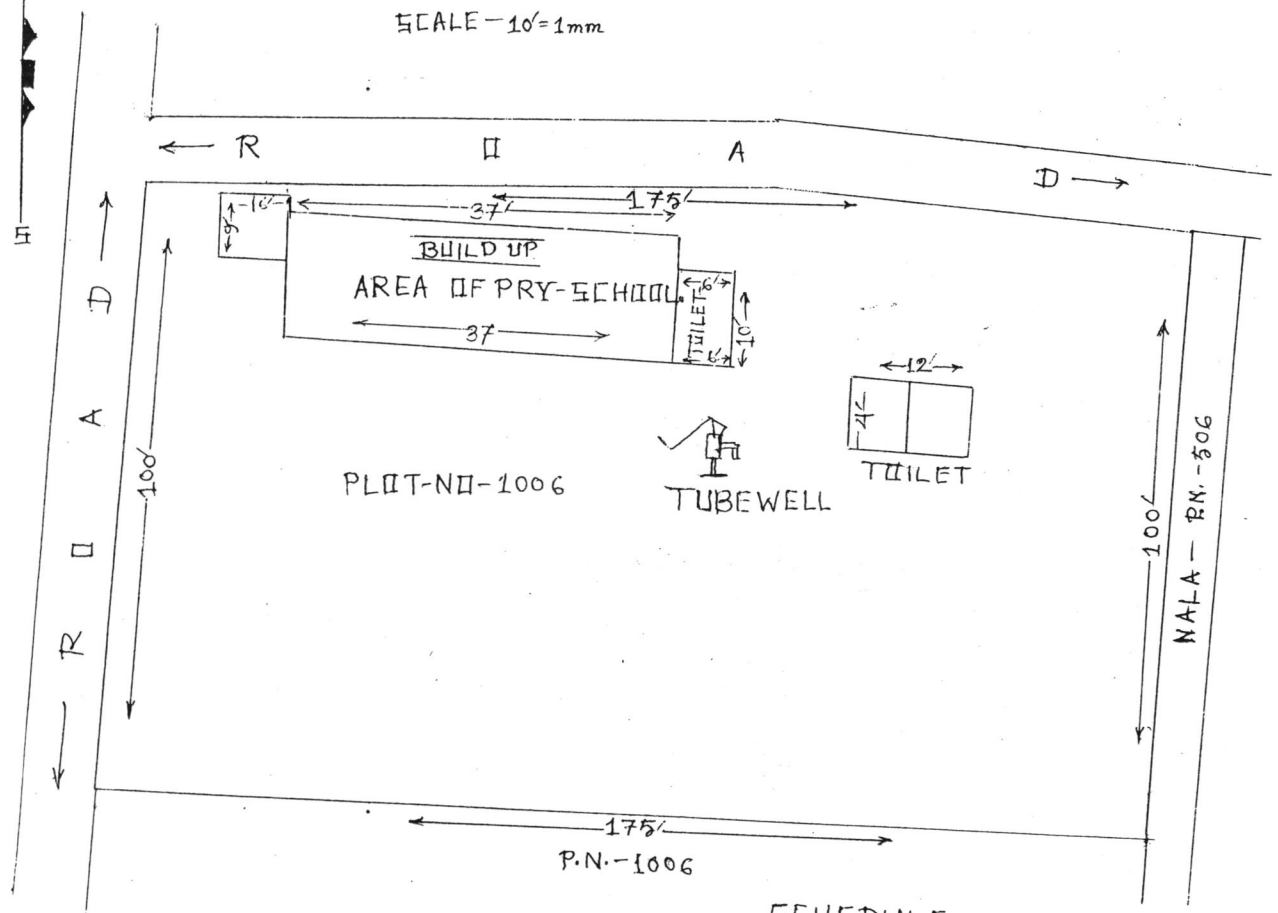 SCALE - 10'=1mm
S
← R O A D →
175'
37'
10'
9'
BUILD UP
AREA OF PRY-SCHOOL
37
TOILET
6'
10'
6'
R O A D
100'
12'
4'
TOILET
PLOT-NO-1006
TUBEWELL
100'
NALA - P.N.-506
175'
P.N.-1006